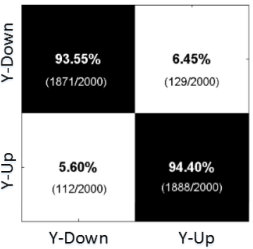 Y-Down
93.55%
(1871/2000)
6.45%
(129/2000)
Y-Up
5.60%
(112/2000)
94.40%
(1888/2000)
Y-Down
Y-Up